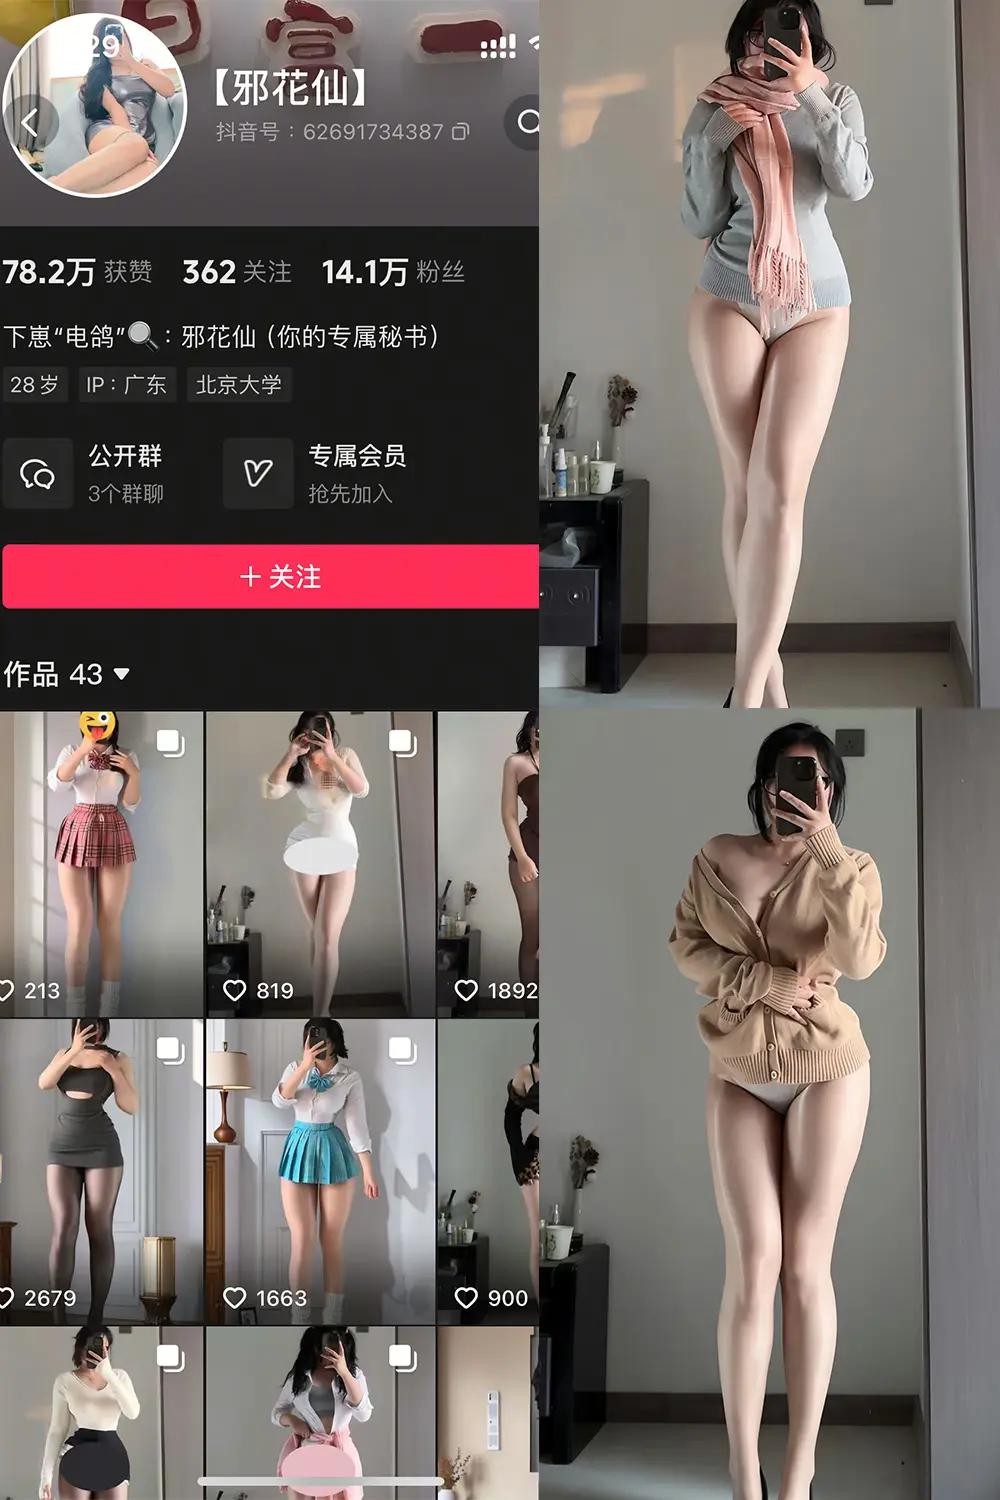 29
【邪花仙】
抖音号：62691734387
78.2万 获赞 362 关注 14.1万 粉丝
下崽“电鸽”🔍：邪花仙（你的专属秘书）
28岁 IP：广东 北京大学
公开群 专属会员
3个群聊 抢先加入
+ 关注
作品 43
213 819 1892
2679 1663 900